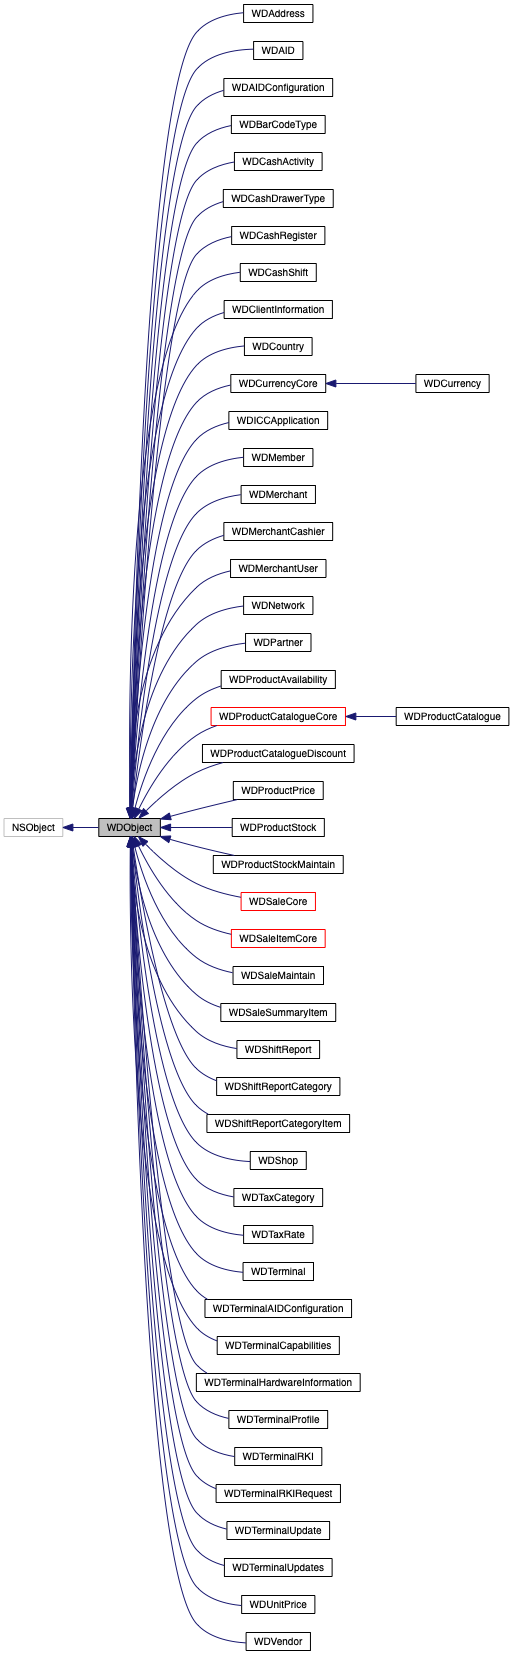 WDAddress
WDAID
WDAIDConfiguration
WDBarCodeType
WDCashActivity
WDCashDrawerType
WDCashRegister
WDCashShift
WDClientInformation
WDCountry
WDCurrencyCore
WDCurrency
WDICCApplication
WDMember
WDMerchant
WDMerchantCashier
WDMerchantUser
WDNetwork
WDPartner
WDProductAvailability
WDProductCatalogueCore
WDProductCatalogue
WDProductCatalogueDiscount
WDProductPrice
NSObject
WDObject
WDProductStock
WDProductStockMaintain
WDSaleCore
WDSaleItemCore
WDSaleMaintain
WDSaleSummaryItem
WDShiftReport
WDShiftReportCategory
WDShiftReportCategoryItem
WDShop
WDTaxCategory
WDTaxRate
WDTerminal
WDTerminalAIDConfiguration
WDTerminalCapabilities
WDTerminalHardwareInformation
WDTerminalProfile
WDTerminalRKI
WDTerminalRKIRequest
WDTerminalUpdate
WDTerminalUpdates
WDUnitPrice
WDVendor